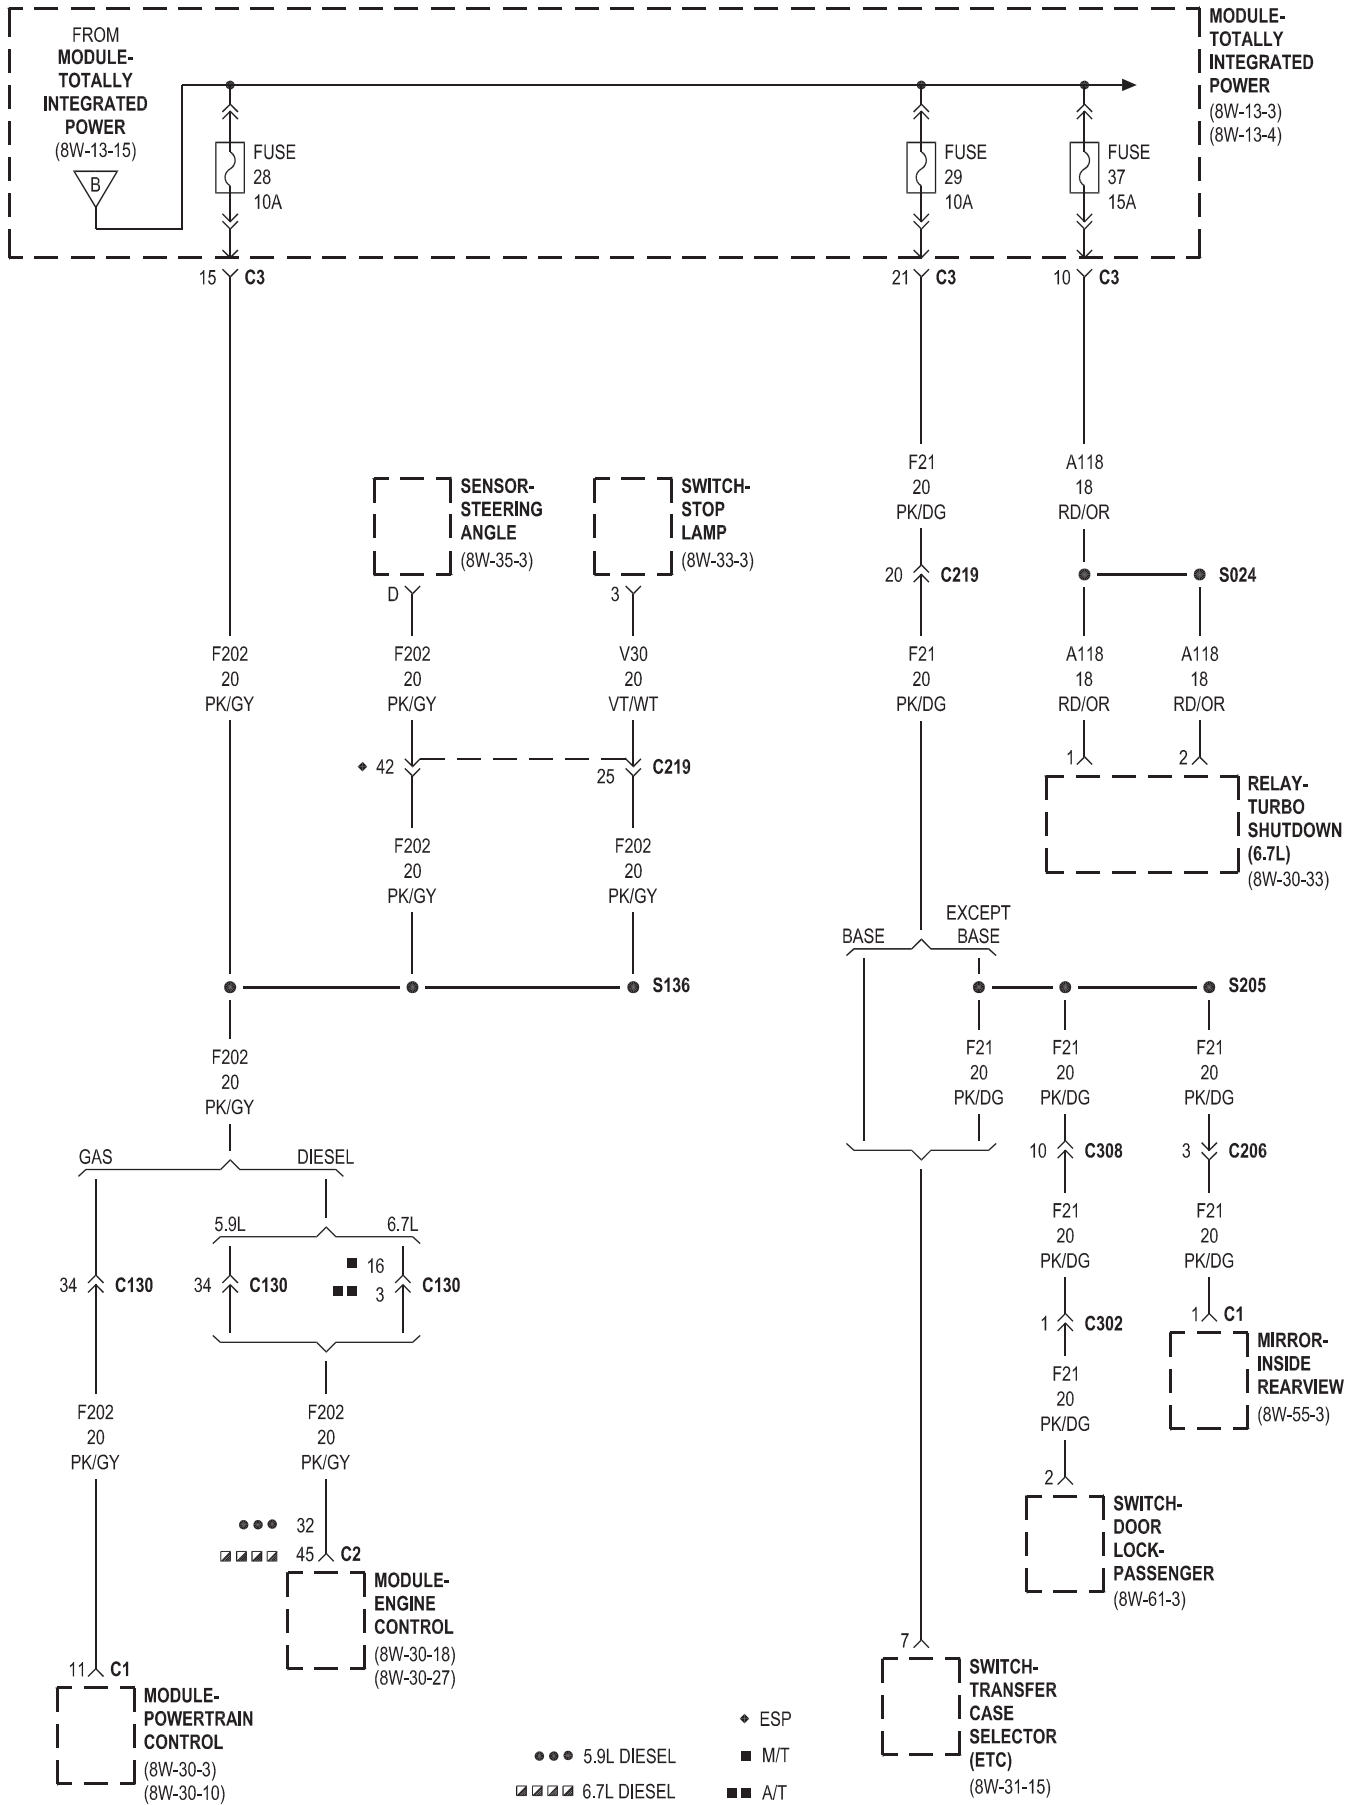 FROM
MODULE-
TOTALLY
INTEGRATED
POWER
(8W-13-15)
B
FUSE
28
10A
FUSE
29
10A
FUSE
37
15A
MODULE-
TOTALLY
INTEGRATED
POWER
(8W-13-3)
(8W-13-4)
15 C3
21 C3
10 C3
F21
20
PK/DG
A118
18
RD/OR
SENSOR-
STEERING
ANGLE
(8W-35-3)
SWITCH-
STOP
LAMP
(8W-33-3)
20 C219
S024
D
3
F202
20
PK/GY
F202
20
PK/GY
V30
20
VT/WT
F21
20
PK/DG
A118
18
RD/OR
A118
18
RD/OR
42
25 C219
1
2
RELAY-
TURBO
SHUTDOWN
(6.7L)
(8W-30-33)
F202
20
PK/GY
F202
20
PK/GY
BASE
EXCEPT
BASE
S136
S205
F202
20
PK/GY
F21
20
PK/DG
F21
20
PK/DG
F21
20
PK/DG
GAS
DIESEL
10 C308
3 C206
5.9L
6.7L
34 C130
34 C130
16
3 C130
F21
20
PK/DG
F21
20
PK/DG
1 C302
1 C1
MIRROR-
INSIDE
REARVIEW
(8W-55-3)
F202
20
PK/GY
F202
20
PK/GY
F21
20
PK/DG
2
SWITCH-
DOOR
LOCK-
PASSENGER
(8W-61-3)
32
45 C2
MODULE-
ENGINE
CONTROL
(8W-30-18)
(8W-30-27)
11 C1
MODULE-
POWERTRAIN
CONTROL
(8W-30-3)
(8W-30-10)
7
SWITCH-
TRANSFER
CASE
SELECTOR
(ETC)
(8W-31-15)
ESP
5.9L DIESEL
M/T
6.7L DIESEL
A/T